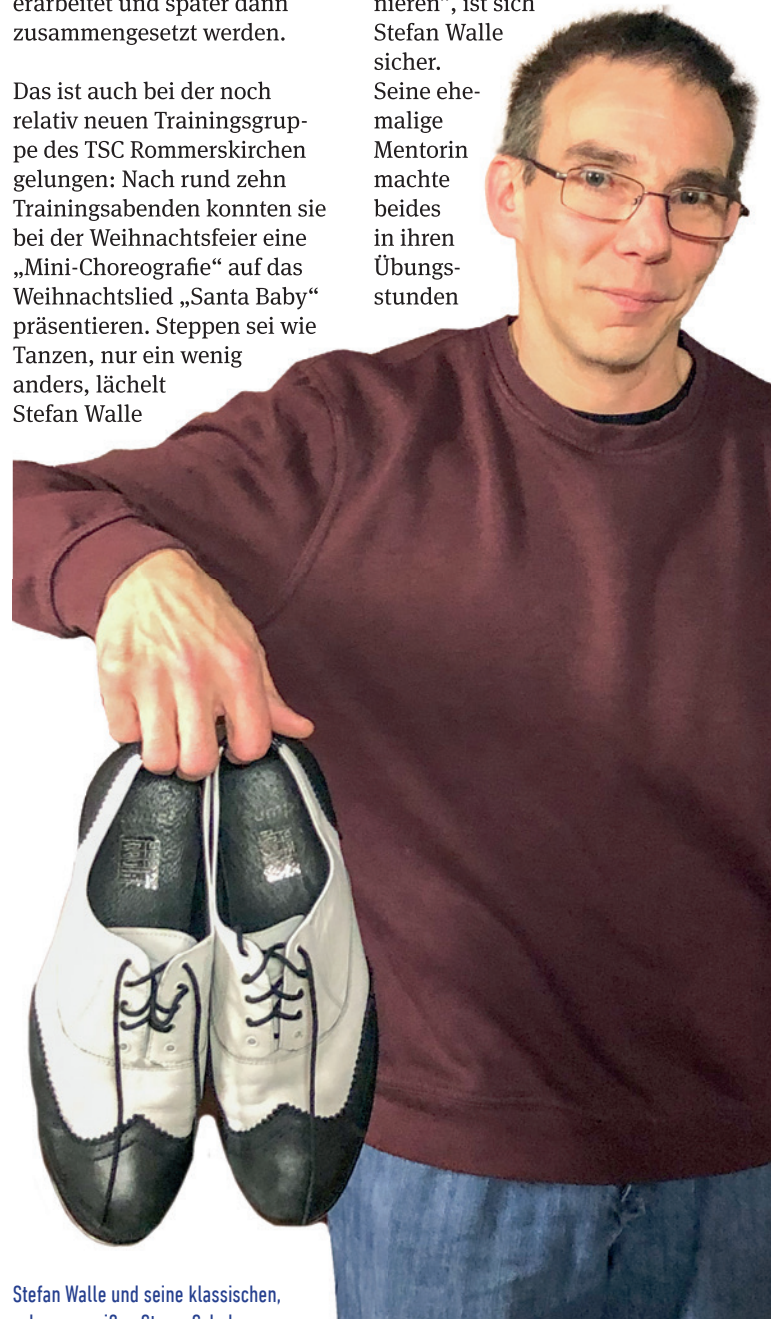 erarbeitet und später dann
zusammengesetzt werden.

Das ist auch bei der noch
relativ neuen Trainingsgrup-
pe des TSC Rommerskirchen
gelungen: Nach rund zehn
Trainingsabenden konnten sie
bei der Weihnachtsfeier eine
„Mini-Choreografie“ auf das
Weihnachtslied „Santa Baby“
präsentieren. Steppen sei wie
Tanzen, nur ein wenig
anders, lächelt
Stefan Walle
nieren“, ist sich
Stefan Walle
sicher.
Seine ehe-
malige
Mentorin
machte
beides
in ihren
Übungs-
stunden
Stefan Walle und seine klassischen,